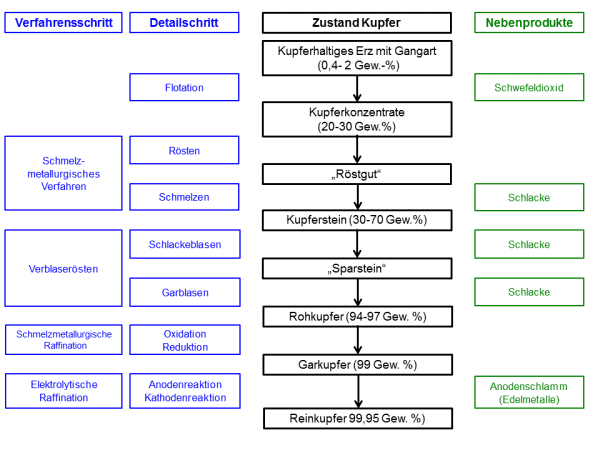 Verfahrensschritt
Detailschritt
Zustand Kupfer
Nebenprodukte
Kupferhaltiges Erz mit Gangart
(0,4- 2 Gew.-%)
Flotation
Schwefeldioxid
Kupferkonzentrate
(20-30 Gew.%)
Schmelz-
metallurgisches
Verfahren
Rösten
„Röstgut“
Schmelzen
Schlacke
Kupferstein (30-70 Gew.%)
Verblaserösten
Schlackeblasen
Schlacke
„Sparstein“
Garblasen
Schlacke
Rohkupfer (94-97 Gew. %)
Schmelzmetallurgische
Raffination
Oxidation
Reduktion
Garkupfer (99 Gew. %)
Elektrolytische
Raffination
Anodenreaktion
Kathodenreaktion
Anodenschlamm
(Edelmetalle)
Reinkupfer 99,95 Gew. %)